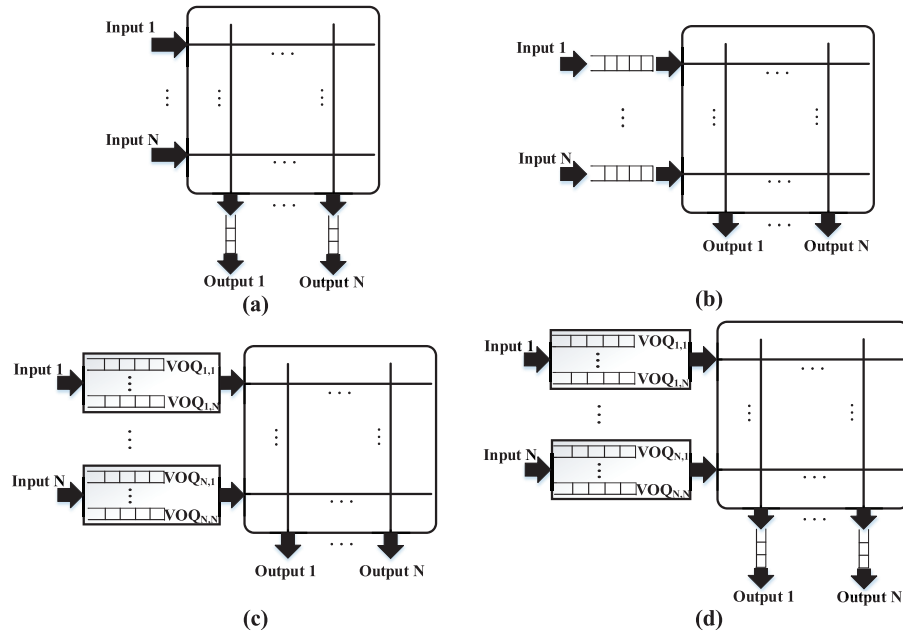 Input 1
. . .
. . .
. . .
. . .
Input N
. . .
. . .
Output 1 Output N
(a)
Input 1
. . .
. . .
. . .
. . .
Input N
. . .
. . .
Output 1 Output N
(b)
Input 1
VOQ1,1
. . .
VOQ1,N
. . .
. . .
. . .
. . .
Input N
VOQN,1
. . .
VOQN,N
. . .
. . .
Output 1 Output N
(c)
Input 1
VOQ1,1
. . .
VOQ1,N
. . .
. . .
. . .
. . .
Input N
VOQN,1
. . .
VOQN,N
. . .
. . .
Output 1 Output N
(d)